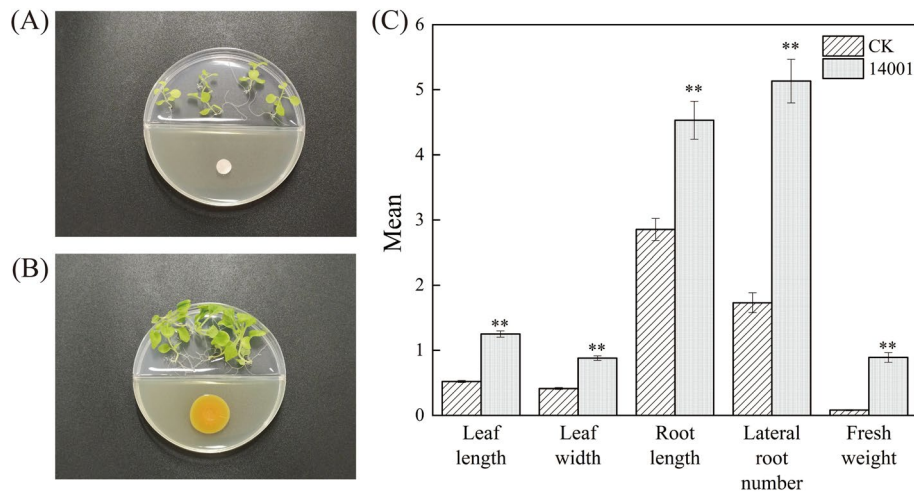 (A)
(B)
(C)
Mean
6
5
4
3
2
1
0
CK
14001
**
**
**
**
**
Leaf
length
Leaf
width
Root
length
Lateral
root
number
Fresh
weight